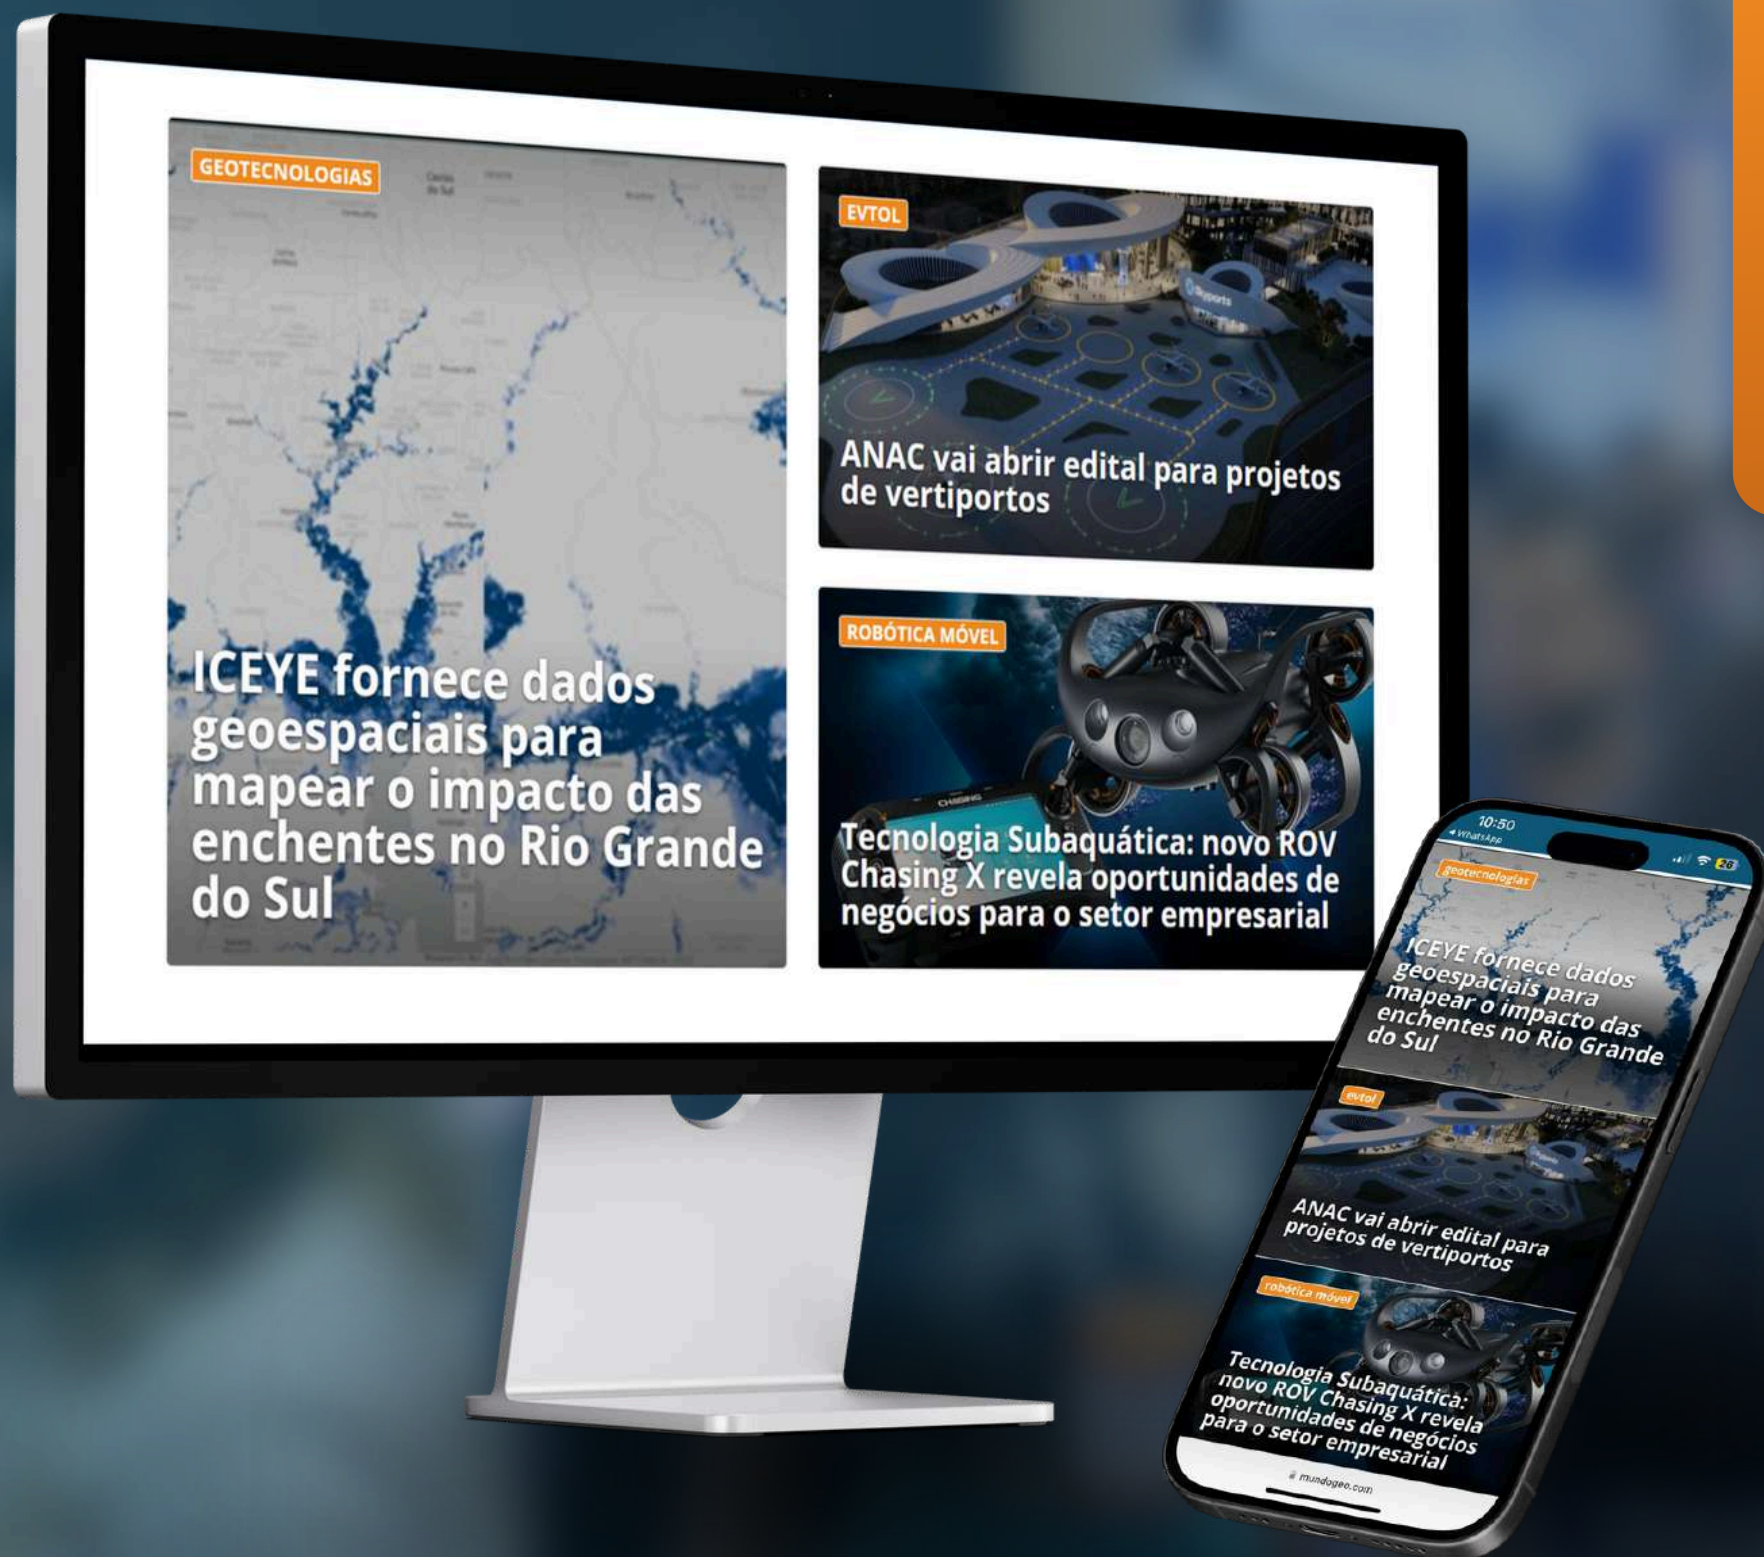 GEOTECNOLOGIAS
ICEYE fornece dados
geoespaciais para
mapear o impacto das
enchentes no Rio Grande
do Sul
EVTOL
Skyports
ANAC vai abrir edital para projetos
de vertiportos
ROBÓTICA MÓVEL
CHASING
Tecnologia Subaquática: novo ROV
Chasing X revela oportunidades de
negócios para o setor empresarial
10:50
WhatsApp
26
geotecnologias
ICEYE fornece dados
geoespaciais para
mapear o impacto das
enchentes no Rio Grande
do Sul
evtol
ANAC vai abrir edital para
projetos de vertiportos
robótica móvel
Tecnologia Subaquática:
novo ROV Chasing X revela
oportunidades de negócios
para o setor empresarial
mundogeo.com